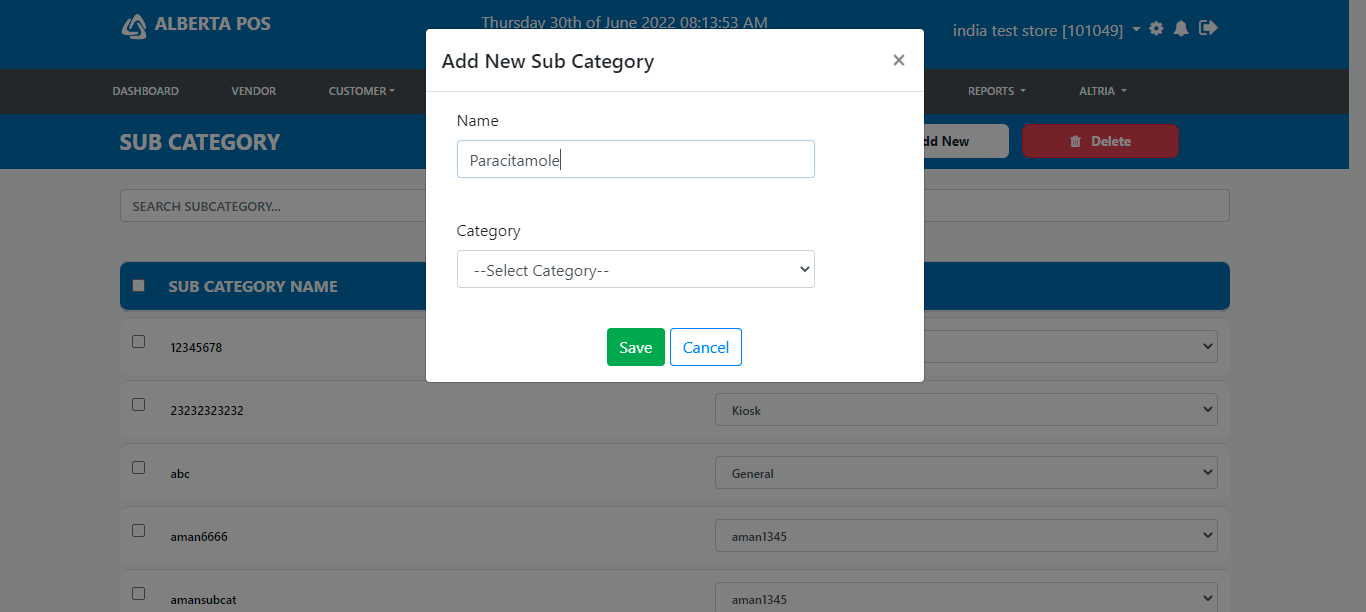 ALBERTA POS
Thursday 30th of June 2022 08:13:53 AM
india test store [101049]
Add New Sub Category
×
DASHBOARD VENDOR CUSTOMER REPORTS ALTRIA
Name
SUB CATEGORY
dd New
Delete
Paracitamole
SEARCH SUBCATEGORY...
Category
--Select Category--
SUB CATEGORY NAME
Save Cancel
12345678
23232323232 Kiosk
abc General
aman6666 aman1345
amansubcat aman1345